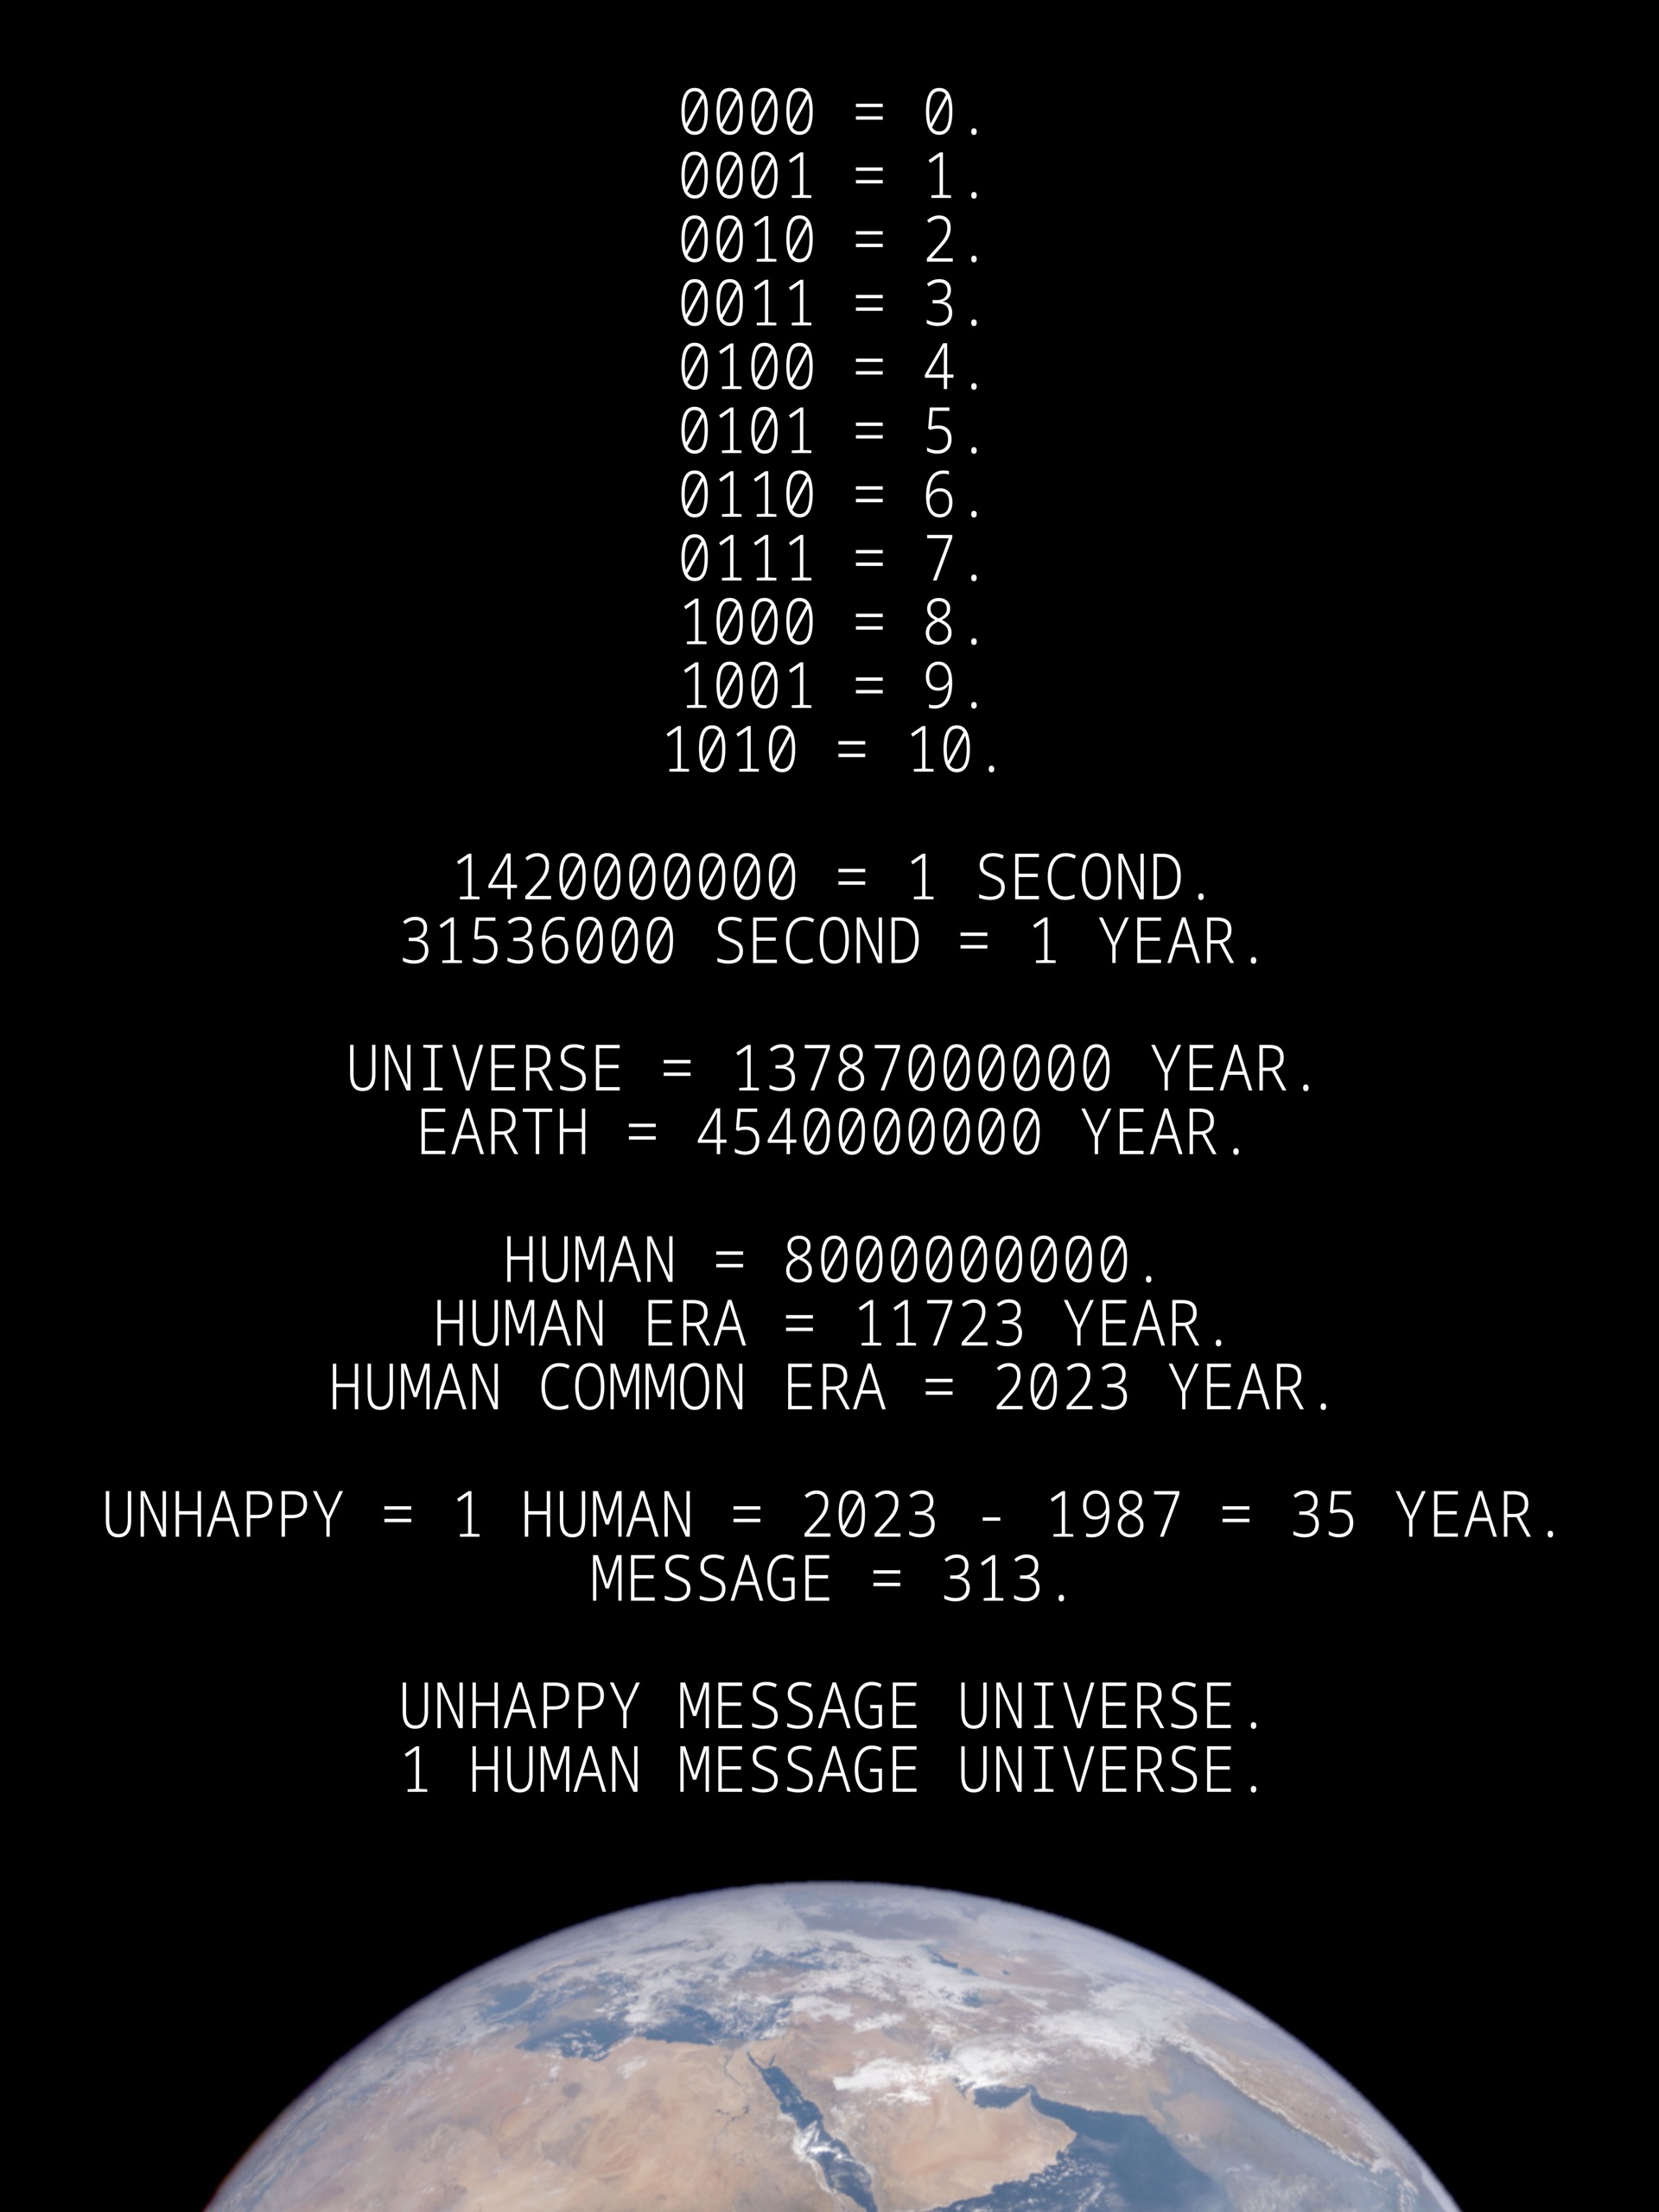 0000 = 0.
0001 = 1.
0010 = 2.
0011 = 3.
0100 = 4.
0101 = 5.
0110 = 6.
0111 = 7.
1000 = 8.
1001 = 9.
1010 = 10.
1420000000 = 1 SECOND.
31536000 SECOND = 1 YEAR.
UNIVERSE = 13787000000 YEAR.
EARTH = 4540000000 YEAR.
HUMAN = 8000000000.
HUMAN ERA = 11723 YEAR.
HUMAN COMMON ERA = 2023 YEAR.
UNHAPPY = 1 HUMAN = 2023 - 1987 = 35 YEAR.
MESSAGE = 313.
UNHAPPY MESSAGE UNIVERSE.
1 HUMAN MESSAGE UNIVERSE.